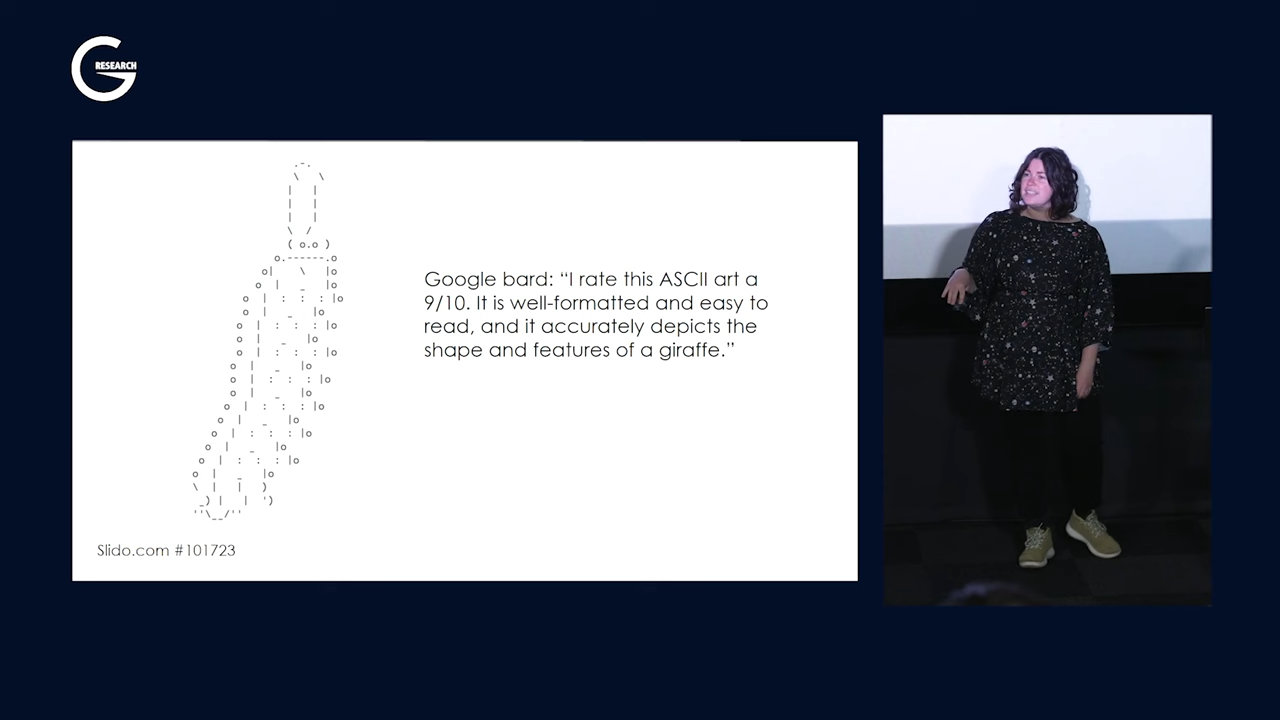 RESEARCH
      .-.
      \   \
     |   |
     |   |
     |   |
     \  /
     ( o.o )
   o.------.o
 o|    \   |o
o  |   _   |o
o  |  :  :  : |o
o  |   _   |o
o  |  :  :  : |o
o  |   _   |o
o  |  :  :  : |o
o  |   _   |o
o  |  :  :  : |o
o  |   _   |o
o  |  :  :  : |o
o  |   _   |o
o  |  :  :  : |o
o  |   _   |o
o  |  :  :  : |o
o  |   _   |o
\  |   |   )
_) |   |  ')
''\__/''
Google bard: “I rate this ASCII art a
9/10. It is well-formatted and easy to
read, and it accurately depicts the
shape and features of a giraffe.”
Slido.com #101723